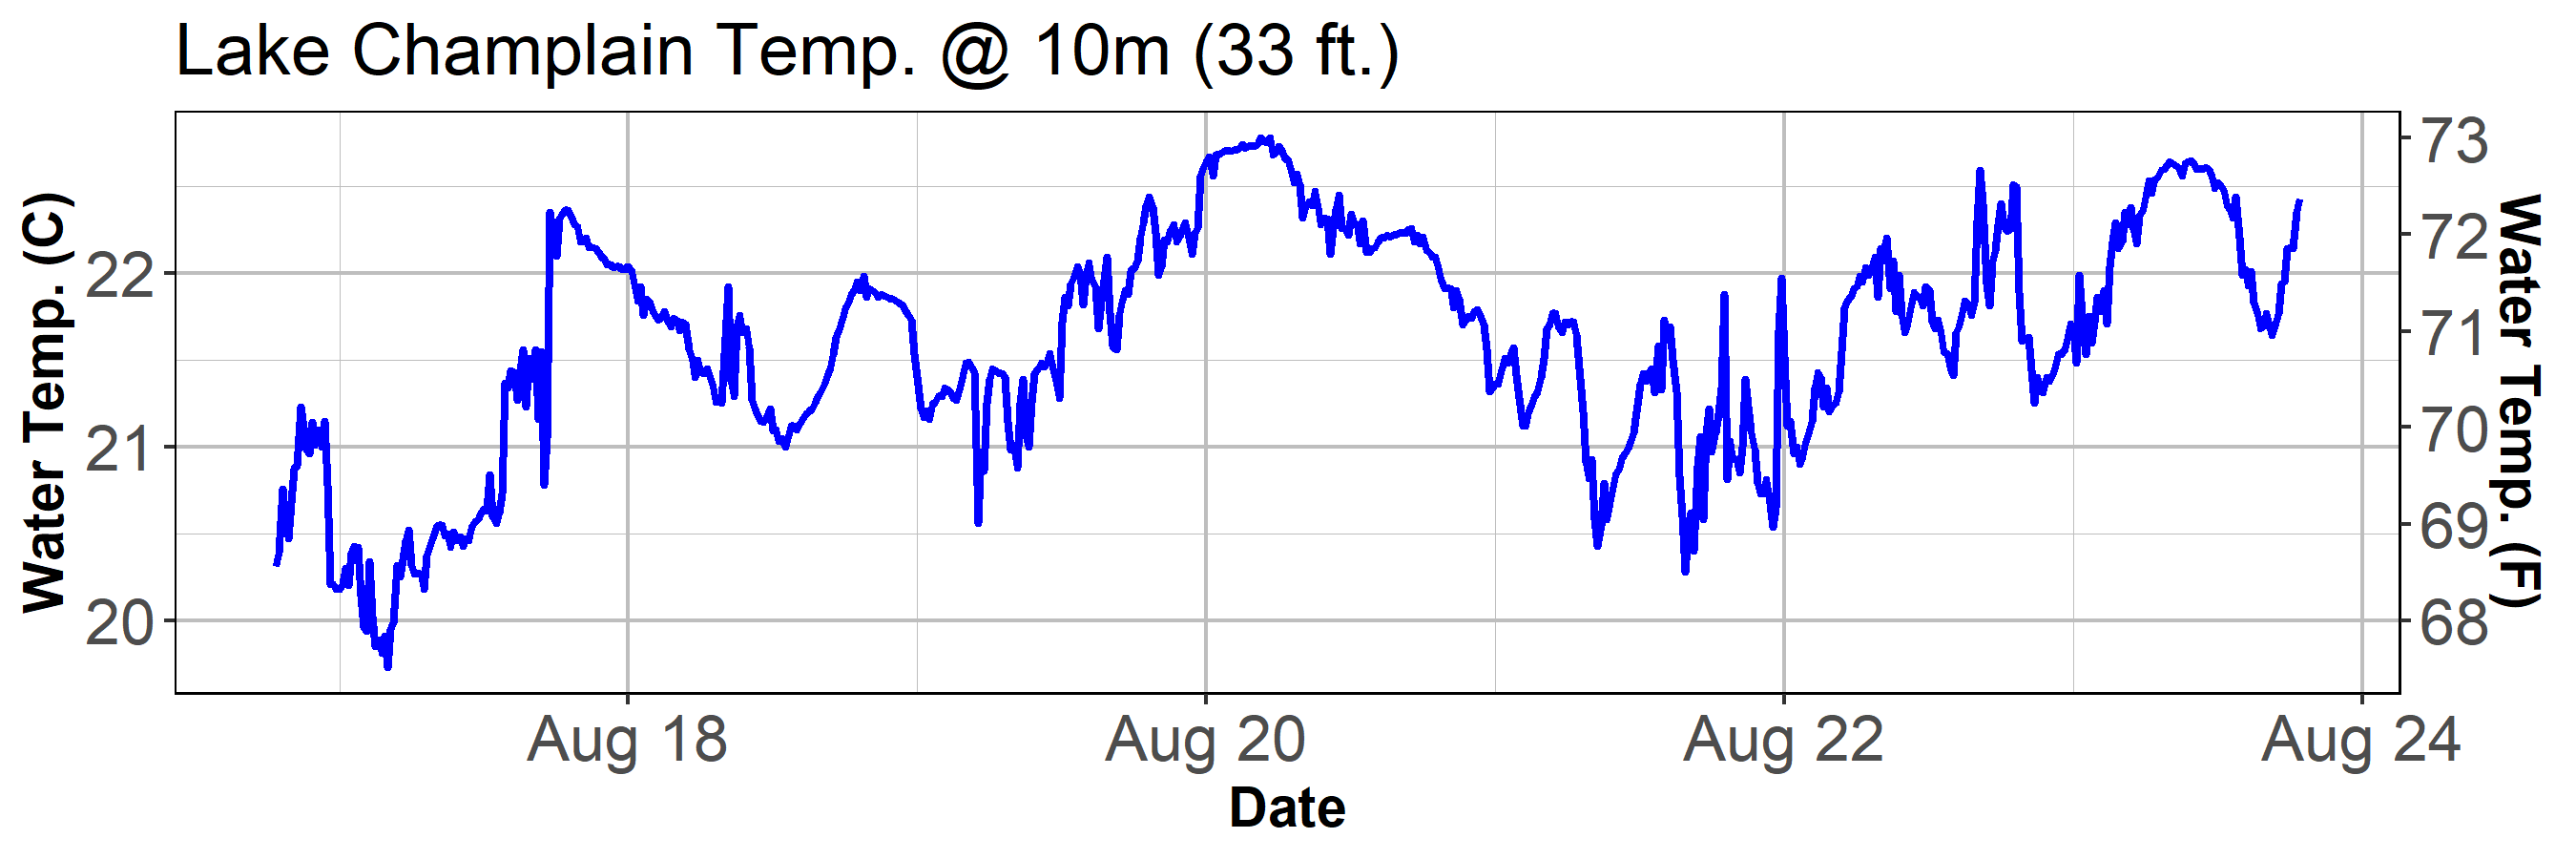 Lake Champlain Temp. @ 10m (33 ft.)
Water Temp. (C)
22
21
20
73
72
71
70
69
68
Water Temp. (F)
Aug 18
Aug 20
Aug 22
Aug 24
Date